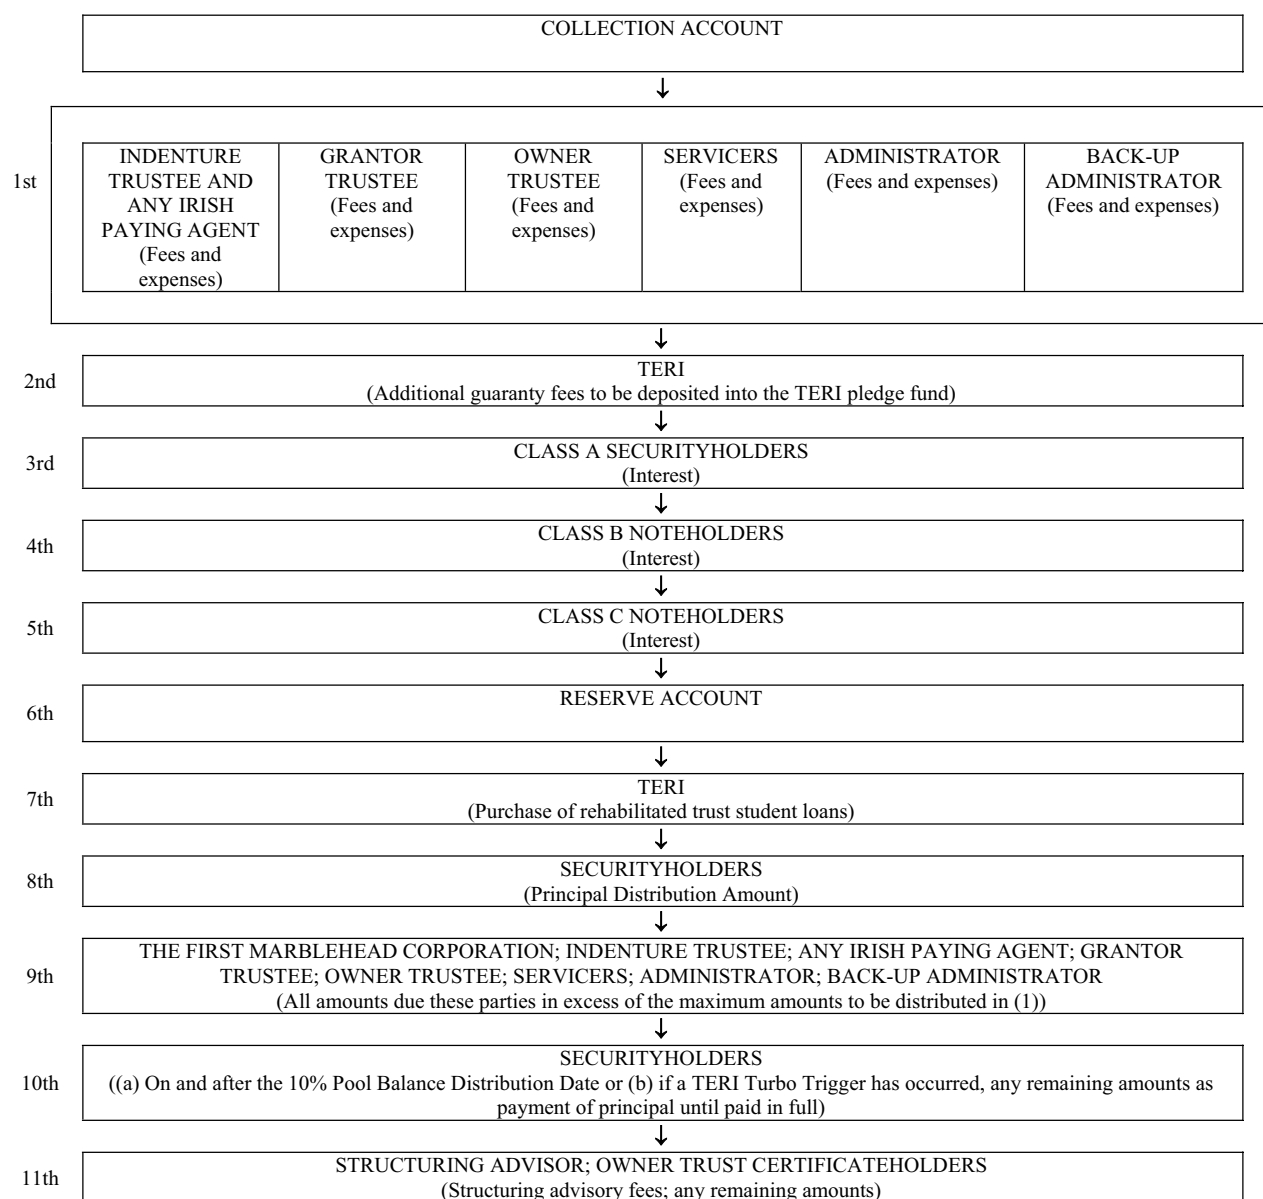 COLLECTION ACCOUNT
↓
1st
INDENTURE
TRUSTEE AND
ANY IRISH
PAYING AGENT
(Fees and
expenses)
GRANTOR
TRUSTEE
(Fees and
expenses)
OWNER
TRUSTEE
(Fees and
expenses)
SERVICERS
(Fees and
expenses)
ADMINISTRATOR
(Fees and expenses)
BACK-UP
ADMINISTRATOR
(Fees and expenses)
↓
2nd
TERI
(Additional guaranty fees to be deposited into the TERI pledge fund)
↓
3rd
CLASS A SECURITYHOLDERS
(Interest)
↓
4th
CLASS B NOTEHOLDERS
(Interest)
↓
5th
CLASS C NOTEHOLDERS
(Interest)
↓
6th
RESERVE ACCOUNT
↓
7th
TERI
(Purchase of rehabilitated trust student loans)
↓
8th
SECURITYHOLDERS
(Principal Distribution Amount)
↓
9th
THE FIRST MARBLEHEAD CORPORATION; INDENTURE TRUSTEE; ANY IRISH PAYING AGENT; GRANTOR
TRUSTEE; OWNER TRUSTEE; SERVICERS; ADMINISTRATOR; BACK-UP ADMINISTRATOR
(All amounts due these parties in excess of the maximum amounts to be distributed in (1))
↓
10th
SECURITYHOLDERS
((a) On and after the 10% Pool Balance Distribution Date or (b) if a TERI Turbo Trigger has occurred, any remaining amounts as
payment of principal until paid in full)
↓
11th
STRUCTURING ADVISOR; OWNER TRUST CERTIFICATEHOLDERS
(Structuring advisory fees; any remaining amounts)